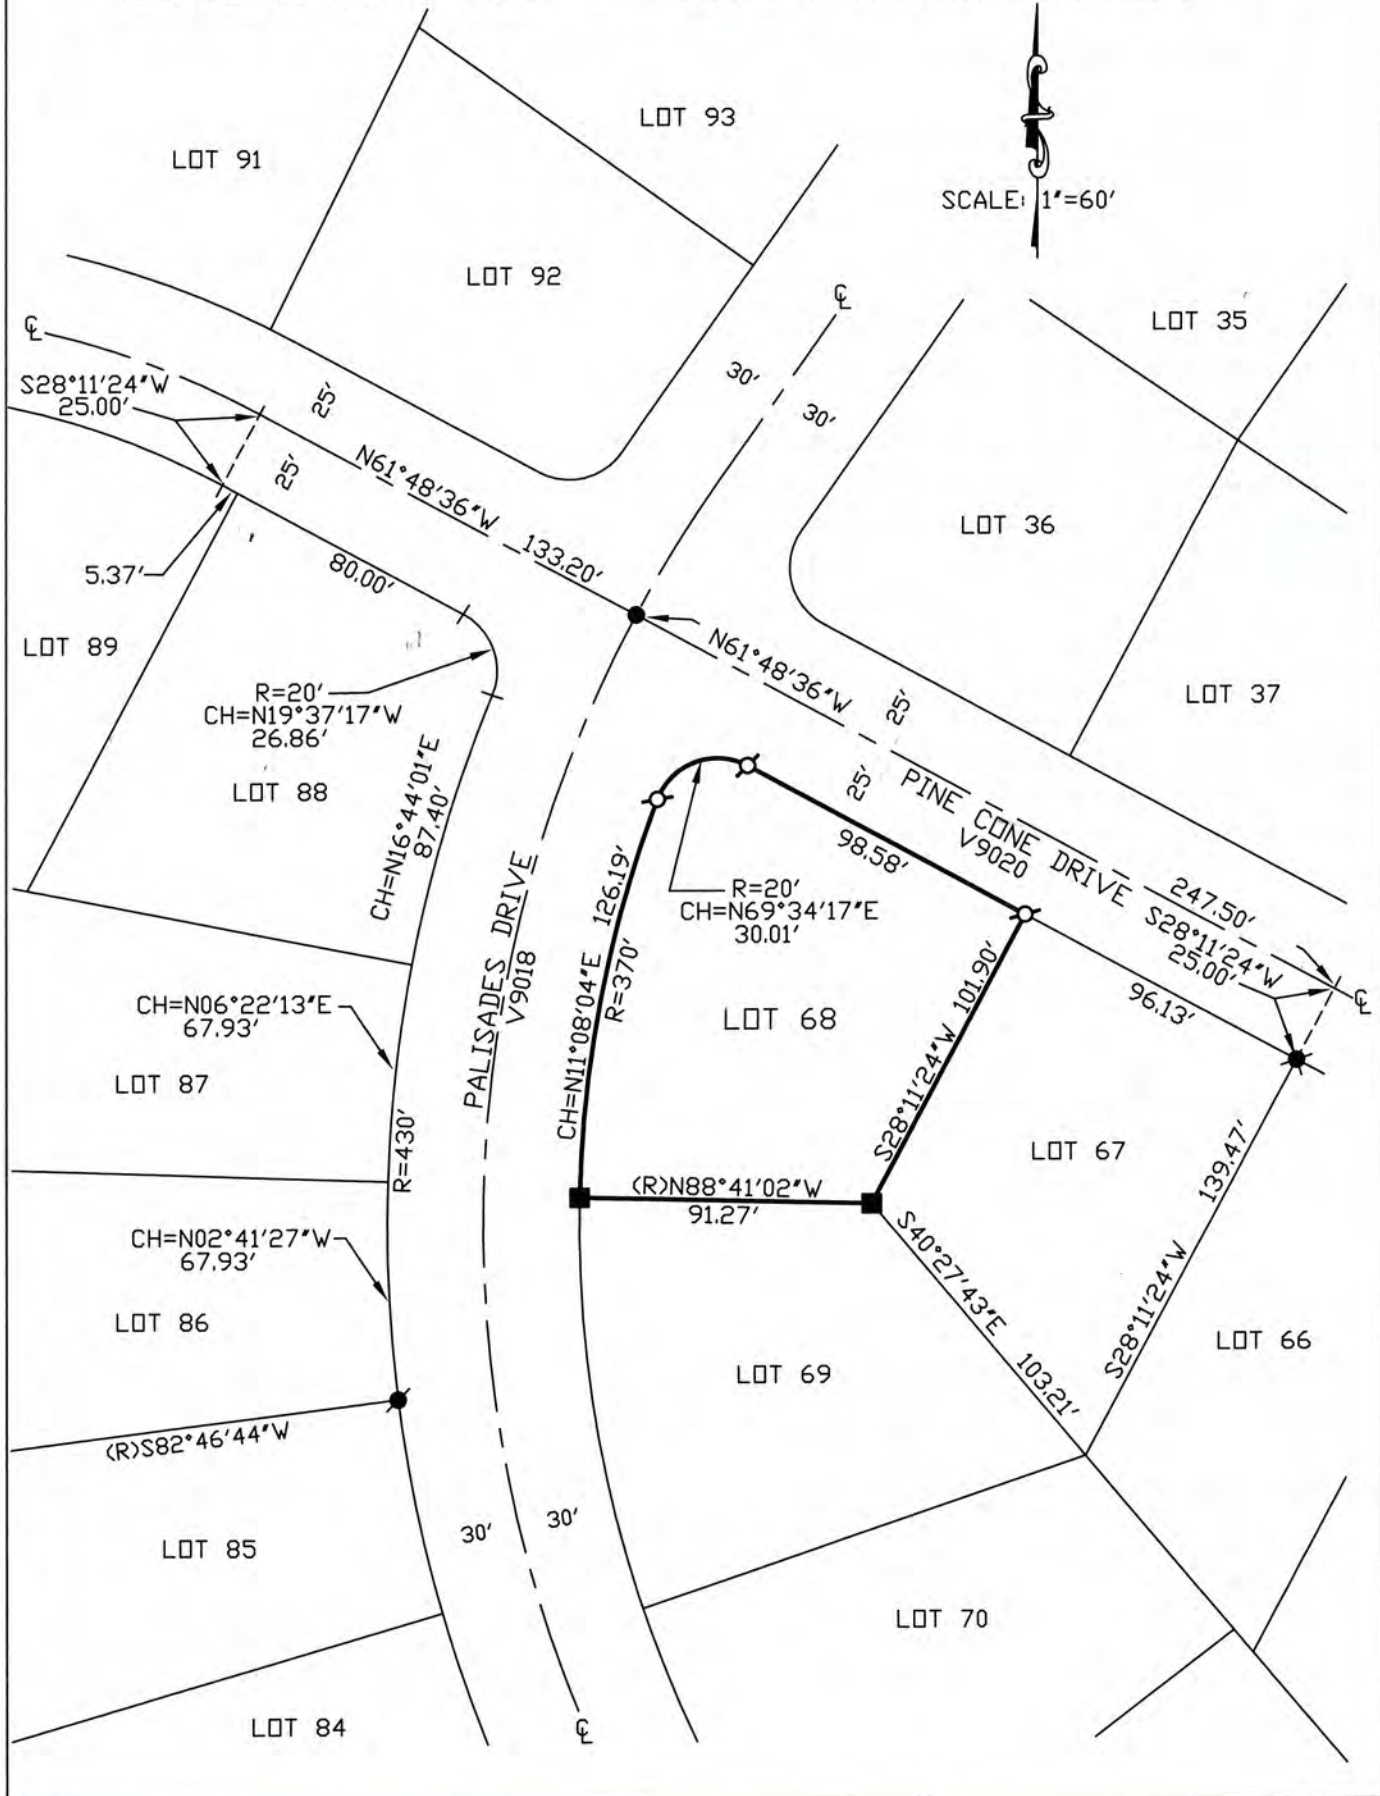 LOT 93
LOT 91
SCALE: 1"=60'
LOT 92
℄
LOT 35
℄
30'
30'
S28°11'24"W
25.00'
25'
25'
N61°48'36"W
133.20'
LOT 36
5.37'
80.00'
LOT 89
N61°48'36"W
25'
LOT 37
R=20'
CH=N19°37'17"W
26.86'
LOT 88
CH=N16°44'01"E
87.40'
25'
PINE CONE DRIVE
V9020
98.58'
247.50'
R=20'
CH=N69°34'17"E
30.01'
S28°11'24"W
25.00'
℄
96.13'
PALISADES DRIVE
V9018
CH=N11°08'04"E 126.19'
R=370'
LOT 68
S28°11'24"W 101.90'
CH=N06°22'13"E
67.93'
LOT 87
R=430'
LOT 67
139.47'
S28°11'24"W
(R)N88°41'02"W
91.27'
CH=N02°41'27"W
67.93'
LOT 86
S40°27'43"E
103.21'
LOT 66
LOT 69
(R)S82°46'44"W
30'
30'
LOT 85
LOT 70
LOT 84
℄